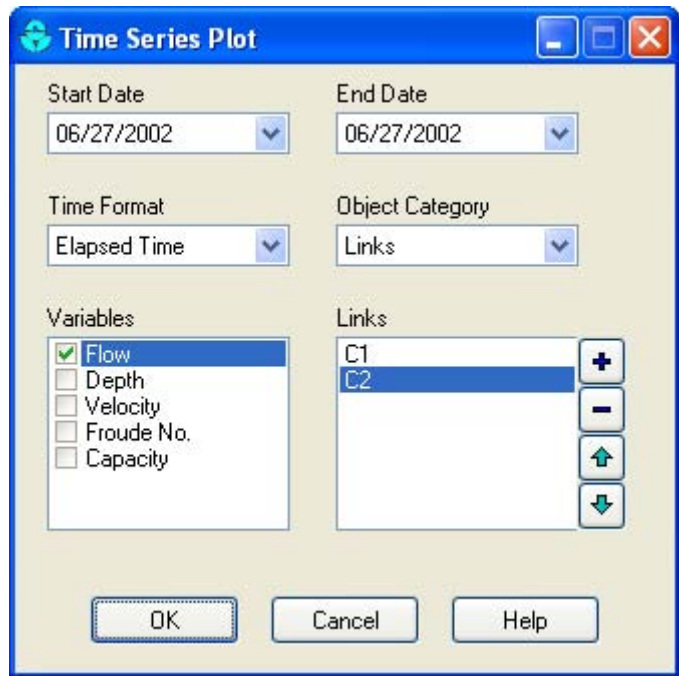 Time Series Plot
Start Date
End Date
06/27/2002
06/27/2002
Time Format
Object Category
Elapsed Time
Links
Variables
Links
Flow
Depth
Velocity
Froude No.
Capacity
C1
C2
OK
Cancel
Help